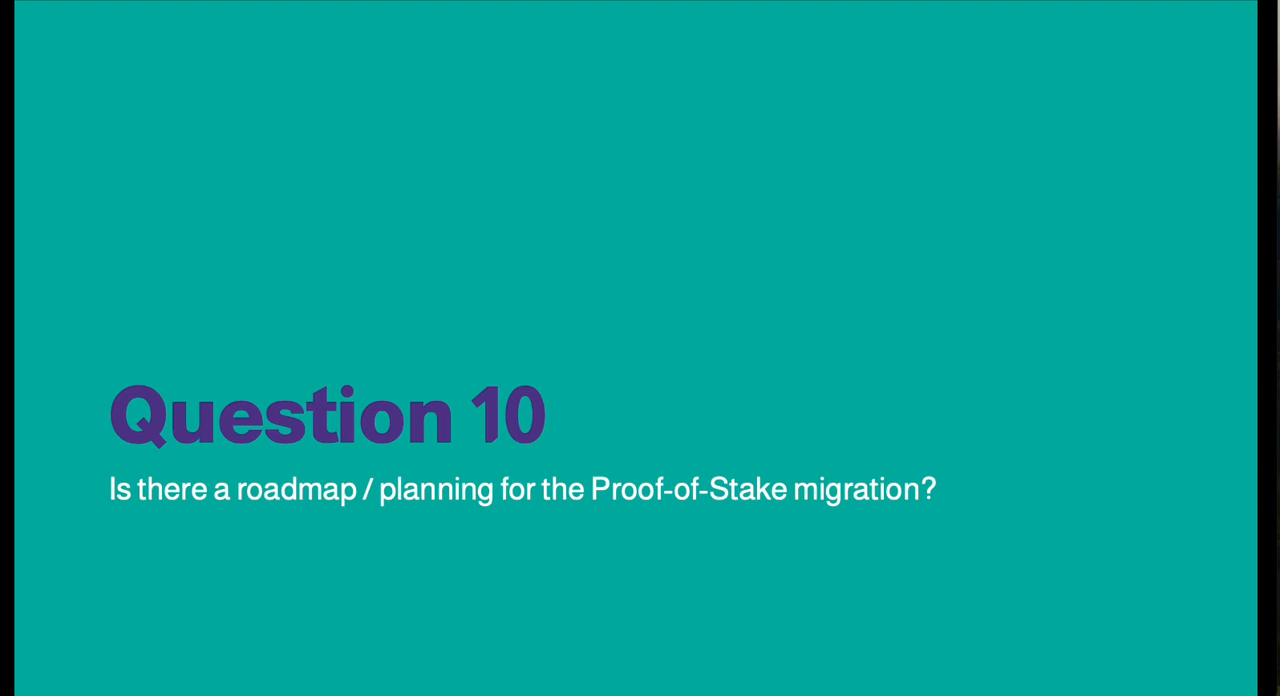 Question 10
Is there a roadmap / planning for the Proof-of-Stake migration?